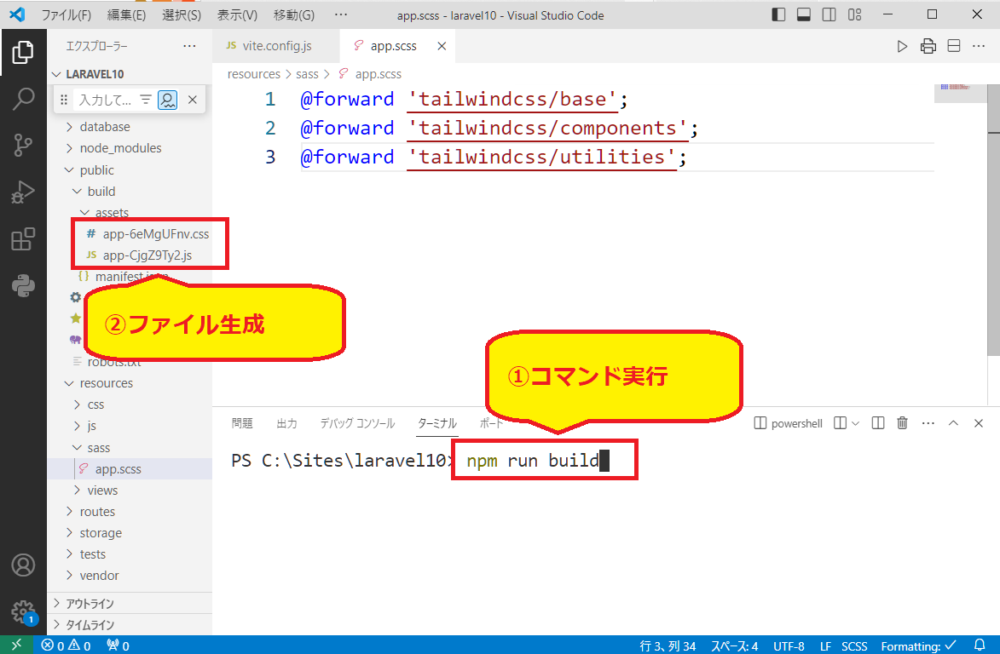 ファイル(F) 編集(E) 選択(S) 表示(V) 移動(G) ··· app.scss - laravel10 - Visual Studio Code
エクスプローラー ···
JS vite.config.js app.scss
LARAVEL10
resources > sass > app.scss
入力して...
1 @forward 'tailwindcss/base';
2 @forward 'tailwindcss/components';
3 @forward 'tailwindcss/utilities';
database
node_modules
public
build
assets
# app-6eMgUFnv.css
JS app-CjgZ9Ty2.js
{} manifest.json
②ファイル生成
robots.txt
resources
css
js
sass
app.scss
views
routes
storage
tests
vendor
アウトライン
タイムライン
①コマンド実行
問題 出力 デバッグ コンソール ターミナル ポート powershell ···
PS C:\Sites\laravel10> npm run build
1
0 0 0 行 3、列 34 スペース: 4 UTF-8 LF SCSS Formatting: ✓